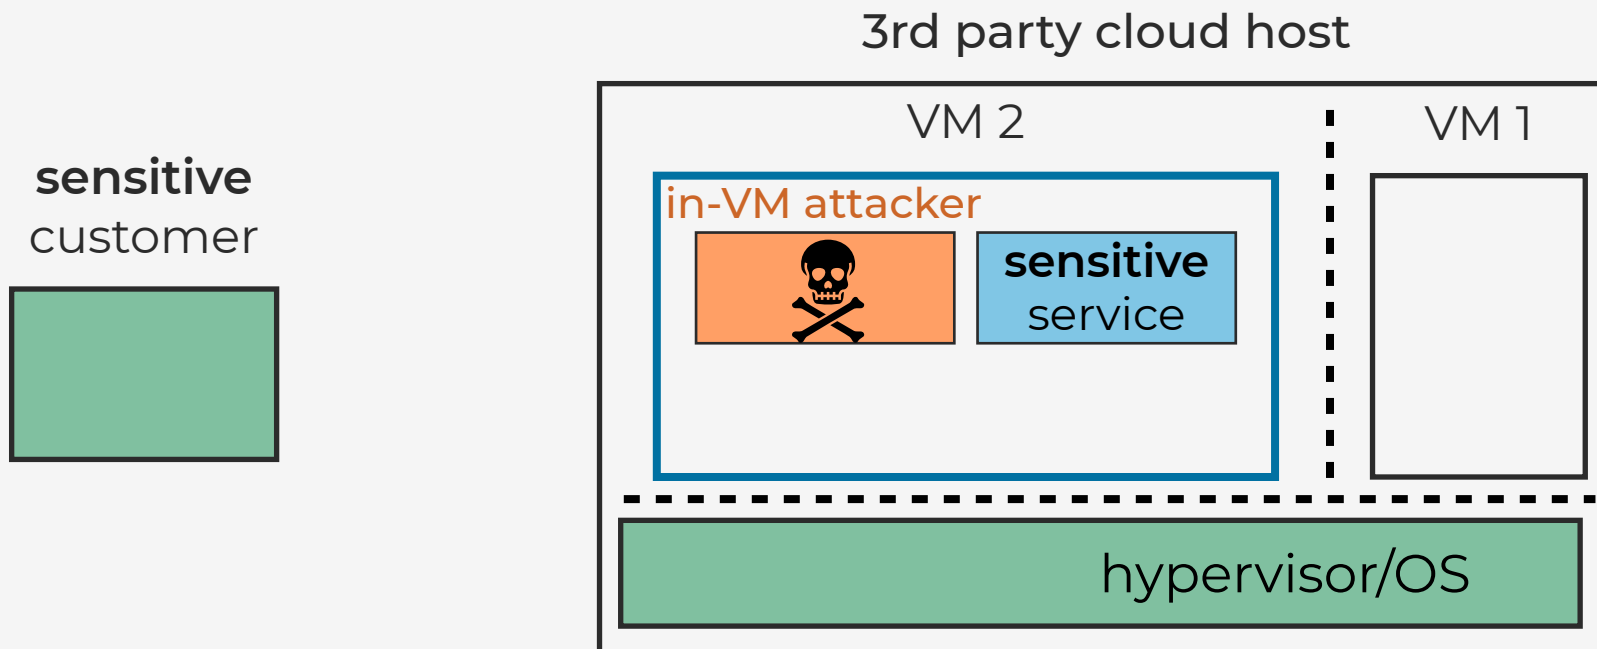 3rd party cloud host
VM 2
VM 1
sensitive
customer
in-VM attacker
sensitive
service
hypervisor/OS